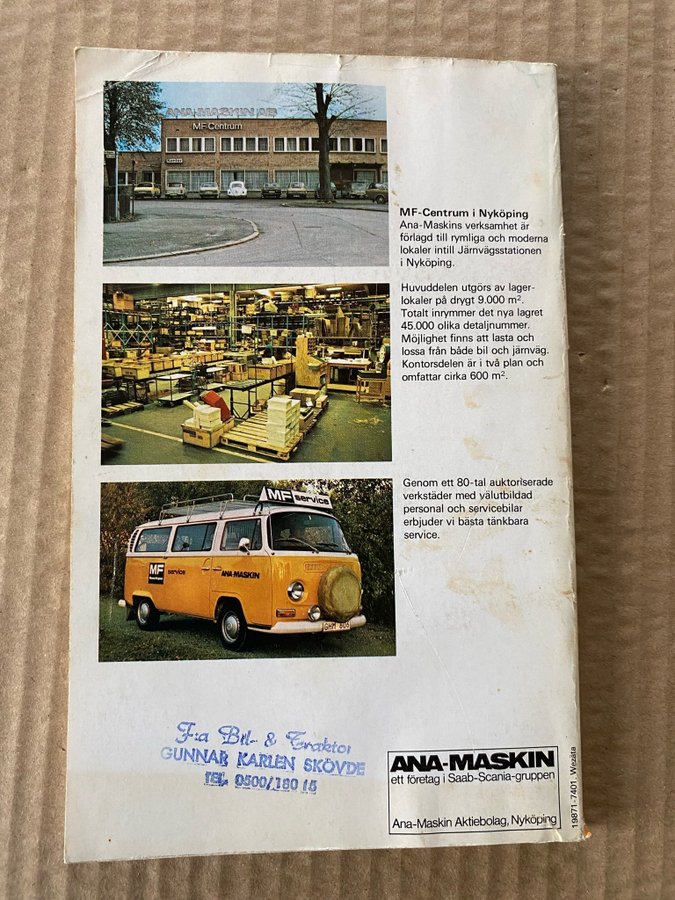 ANA-MASKIN AB
MF-Centrum
MF-Centrum i Nyköping
Ana-Maskins verksamhet är
förlagd till rymliga och moderna
lokaler intill Järnvägsstationen
i Nyköping.
Huvuddelen utgörs av lager-
lokaler på drygt 9.000 m².
Totalt inrymmer det nya lagret
45.000 olika detaljnummer.
Möjlighet finns att lasta och
lossa från både bil och järnväg.
Kontorsdelen är i två plan och
omfattar cirka 600 m².
Genom ett 80-tal auktoriserade
verkstäder med välutbildad
personal och servicebilar
erbjuder vi bästa tänkbara
service.
MF service
MF service
ANA-MASKIN
GHM 806
F:a Bil- & Traktor
GUNNAR KARLEN SKÖVDE
TEL. 0500/180 15
ANA-MASKIN
ett företag i Saab-Scania-gruppen
Ana-Maskin Aktiebolag, Nyköping
19871-7401, Wezäta